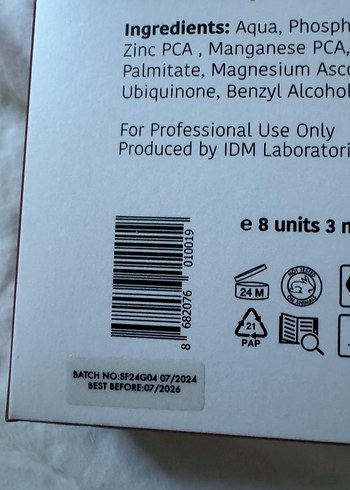 Ingredients: Aqua, Phosph
Zinc PCA , Manganese PCA,
Palmitate, Magnesium Asco
Ubiquinone, Benzyl Alcohol
For Professional Use Only
Produced by IDM Laboratori
8 682076 010019
e 8 units 3 m
24 M
NOT TESTED
ON ANIMALS
21
PAP
BATCH NO:SF24G04 07/2024
BEST BEFORE:07/2026